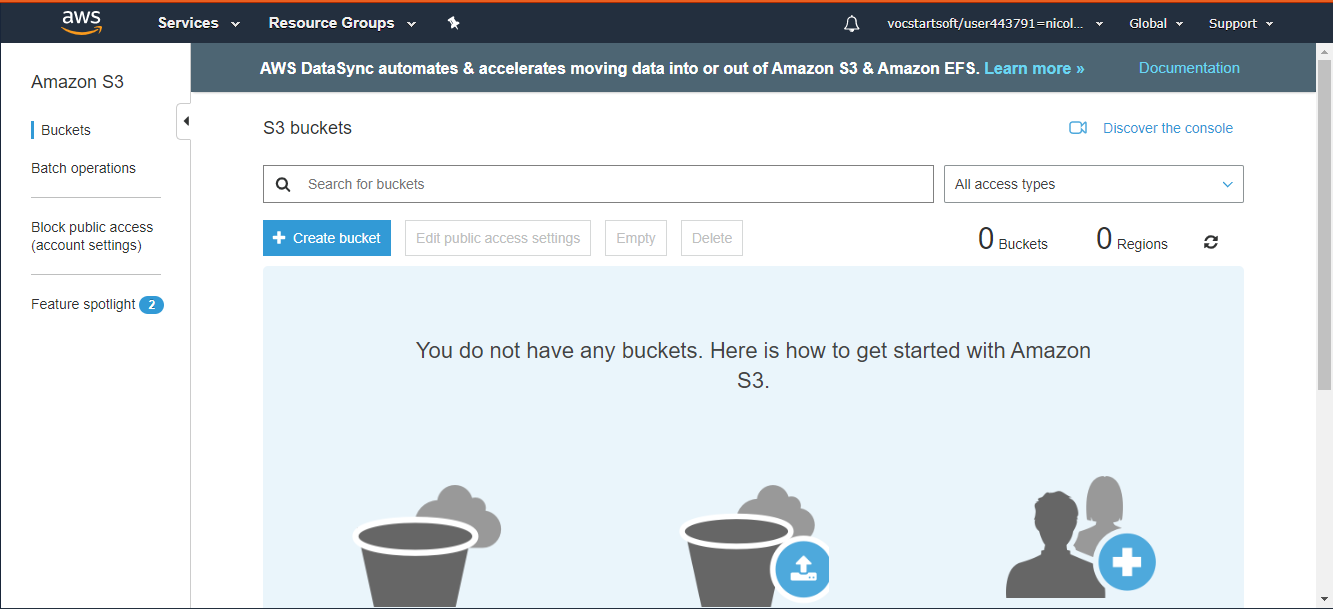 aws
Services
Resource Groups
vocstartsoft/user443791=nicol...
Global
Support
Amazon S3
Buckets
Batch operations
Block public access
(account settings)
Feature spotlight 2
AWS DataSync automates & accelerates moving data into or out of Amazon S3 & Amazon EFS. Learn more »
Documentation
S3 buckets
Discover the console
Search for buckets
All access types
Create bucket
Edit public access settings
Empty
Delete
0 Buckets
0 Regions
You do not have any buckets. Here is how to get started with Amazon
S3.